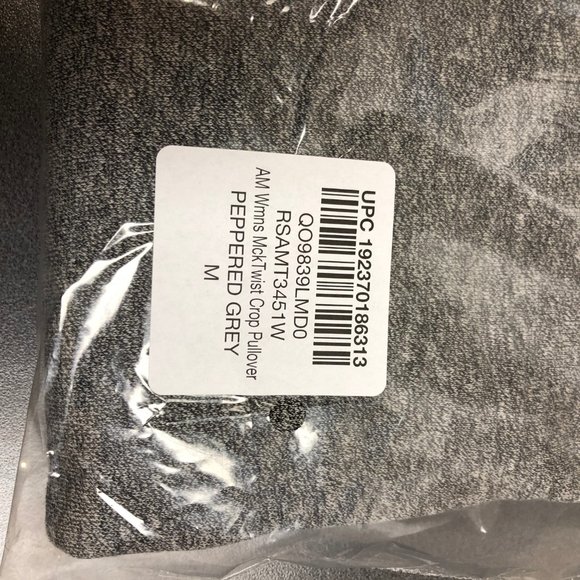 UPC 192370186313
QO9839LMD0
RSAMT3451W
AM Wmns MckTwist Crop Pullover
PEPPERED GREY
M